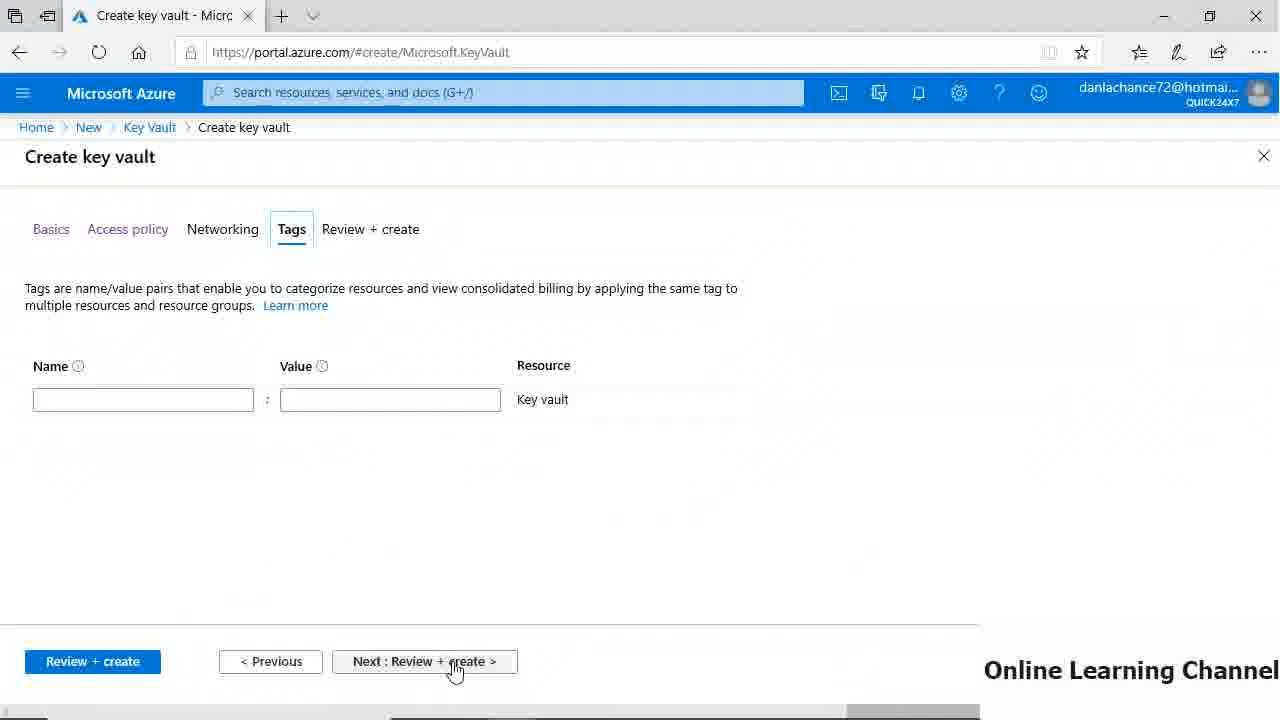 Create key vault - Micro
https://portal.azure.com/#create/Microsoft.KeyVault
Microsoft Azure
Search resources, services, and docs (G+/)
danlachance72@hotmai...
QUICK24X7
Home > New > Key Vault > Create key vault
Create key vault
Basics Access policy Networking Tags Review + create
Tags are name/value pairs that enable you to categorize resources and view consolidated billing by applying the same tag to
multiple resources and resource groups. Learn more
Name Value Resource
: Key vault
Review + create < Previous Next : Review + create >
Online Learning Channel